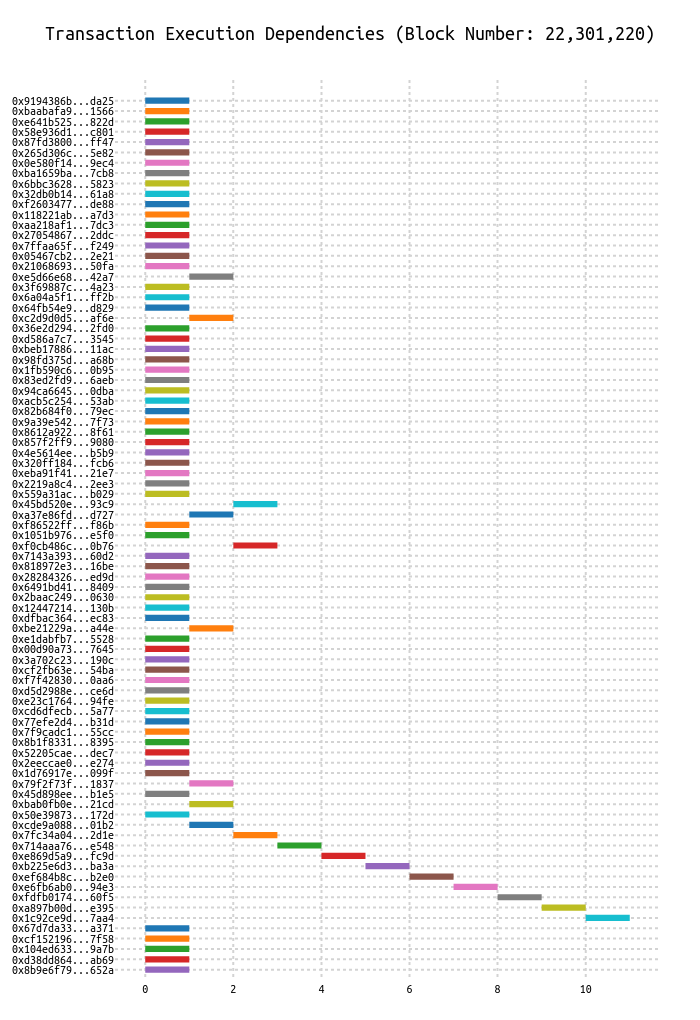 Transaction Execution Dependencies (Block Number: 22,301,220)
0x9194386b...da25
0xbaabafa9...1566
0xe641b525...822d
0x58e936d1...c801
0x87fd3800...ff47
0x265d306c...5e82
0x0e580f14...9ec4
0xba1659ba...7cb8
0x6bbc3628...5823
0x32db0b14...61a8
0xf2603477...de88
0x118221ab...a7d3
0xaa218af1...7dc3
0x27054867...2ddc
0x7ffaa65f...f249
0x05467cb2...2e21
0x21068693...50fa
0xe5d66e68...42a7
0x3f69887c...4a23
0x6a04a5f1...ff2b
0x64fb54e9...d829
0xc2d9d0d5...af6e
0x36e2d294...2fd0
0xd586a7c7...3545
0xbeb17886...11ac
0x98fd375d...a68b
0x1fb590c6...0b95
0x83ed2fd9...6aeb
0x94ca6645...0dba
0xacb5c254...53ab
0x82b684f0...79ec
0x9a39e542...7f73
0x8612a922...8f61
0x857f2ff9...9080
0x4e5614ee...b5b9
0x320ff184...fcb6
0xeba91f41...21e7
0x2219a8c4...2ee3
0x559a31ac...b029
0x45bd520e...93c9
0xa37e86fd...d727
0xf86522ff...f86b
0x1051b976...e5f0
0xf0cb486c...0b76
0x7143a393...60d2
0x818972e3...16be
0x28284326...ed9d
0x6491bd41...8409
0x2baac249...0630
0x12447214...130b
0xdfbac364...ec83
0xbe21229a...a44e
0xe1dabfb7...5528
0x00d90a73...7645
0x3a702c23...190c
0xcf2fb63e...54ba
0xf7f42830...0aa6
0xd5d2988e...ce6d
0xe23c1764...94fe
0xcd6dfecb...5a77
0x77efe2d4...b31d
0x7f9cadc1...55cc
0x8b1f8331...8395
0x52205cae...dec7
0x2eeccae0...e274
0x1d76917e...099f
0x79f2f73f...1837
0x45d898ee...b1e5
0xbab0fb0e...21cd
0x50e39873...172d
0xcde9a088...01b2
0x7fc34a04...2d1e
0x714aaa76...e548
0xe869d5a9...fc9d
0xb225e6d3...ba3a
0xef684b8c...b2e0
0xe6fb6ab0...94e3
0xfdfb0174...60f5
0xa897b00d...e395
0x1c92ce9d...7aa4
0x67d7da33...a371
0xcf152196...7f58
0x104ed633...9a7b
0xd38dd864...ab69
0x8b9e6f79...652a
0 2 4 6 8 10